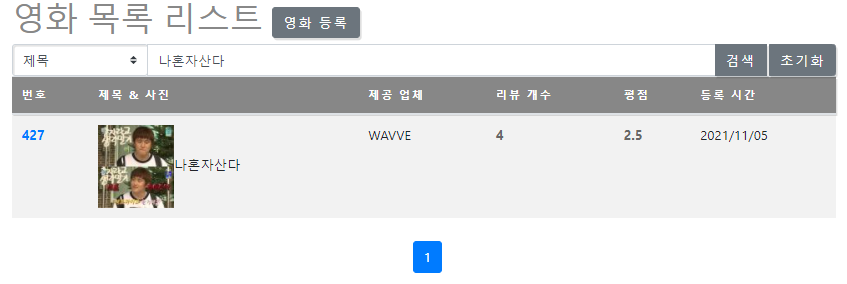 영화 목록 리스트 영화 등록
제목 나혼자산다 검색 초기화
번호 제목 & 사진 제공 업체 리뷰 개수 평점 등록 시간
427 나혼자산다 WAVVE 4 2.5 2021/11/05
1